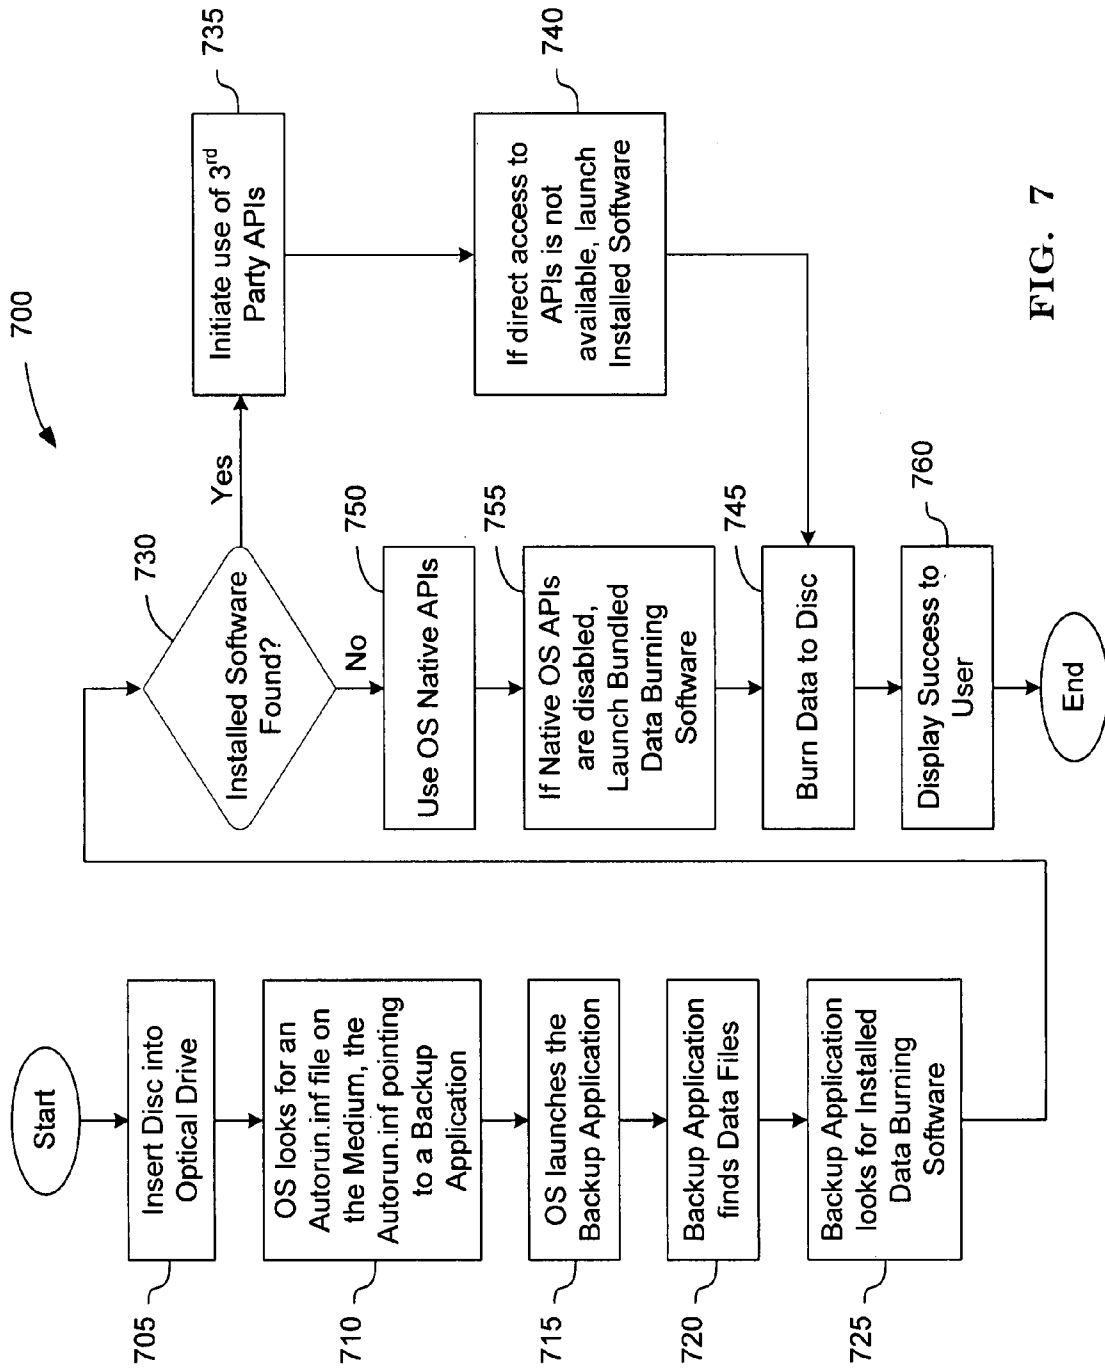 700
Start
Insert Disc into
Optical Drive
705
OS looks for an
Autorun.inf file on
the Medium, the
Autorun.inf pointing
to a Backup
Application
710
OS launches the
Backup Application
715
Backup Application
finds Data Files
720
Backup Application
looks for Installed
Data Burning
Software
725
730
Installed Software
Found?
Yes
No
735
Initiate use of 3rd
Party APIs
740
If direct access to
APIs is not
available, launch
Installed Software
750
Use OS Native APIs
755
If Native OS APIs
are disabled,
Launch Bundled
Data Burning
Software
745
Burn Data to Disc
760
Display Success to
User
End
FIG. 7